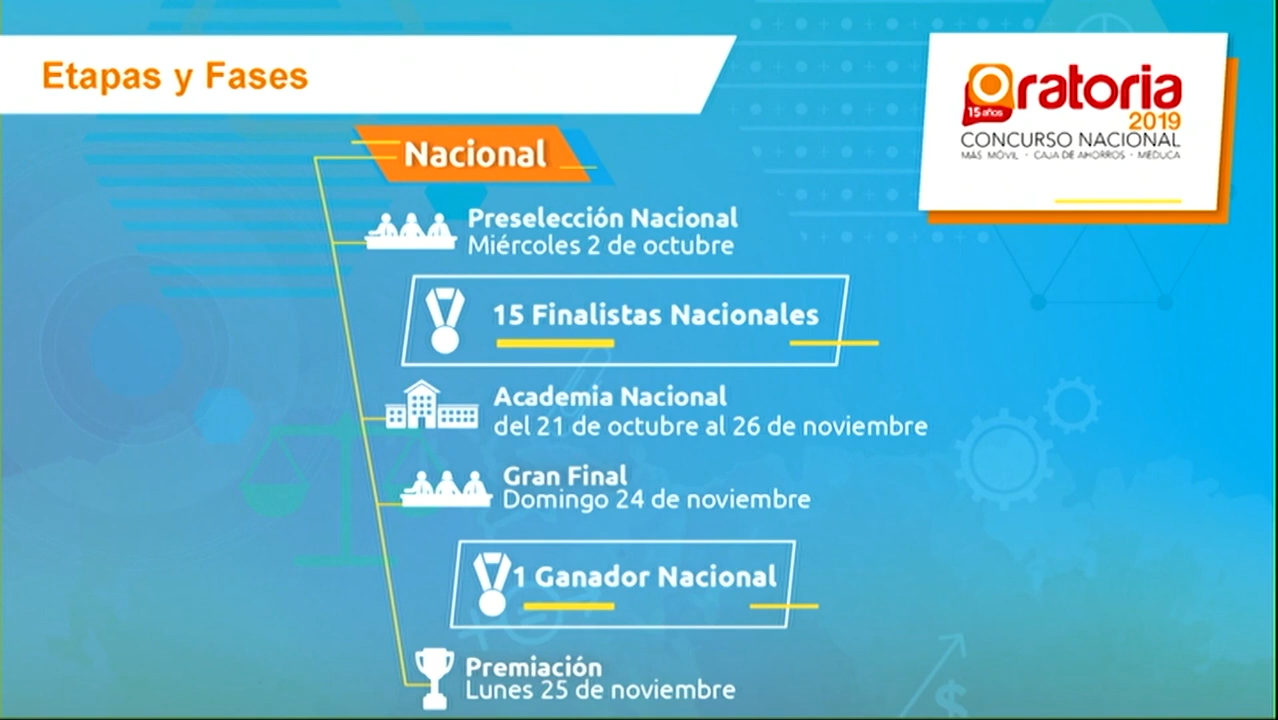 Etapas y Fases
Oratoria
15 años
2019
CONCURSO NACIONAL
MÁS MÓVIL • CAJA DE AHORROS • MEDUCA
Nacional
Preselección Nacional
Miércoles 2 de octubre
15 Finalistas Nacionales
Academia Nacional
del 21 de octubre al 26 de noviembre
Gran Final
Domingo 24 de noviembre
1 Ganador Nacional
Premiación
Lunes 25 de noviembre
$